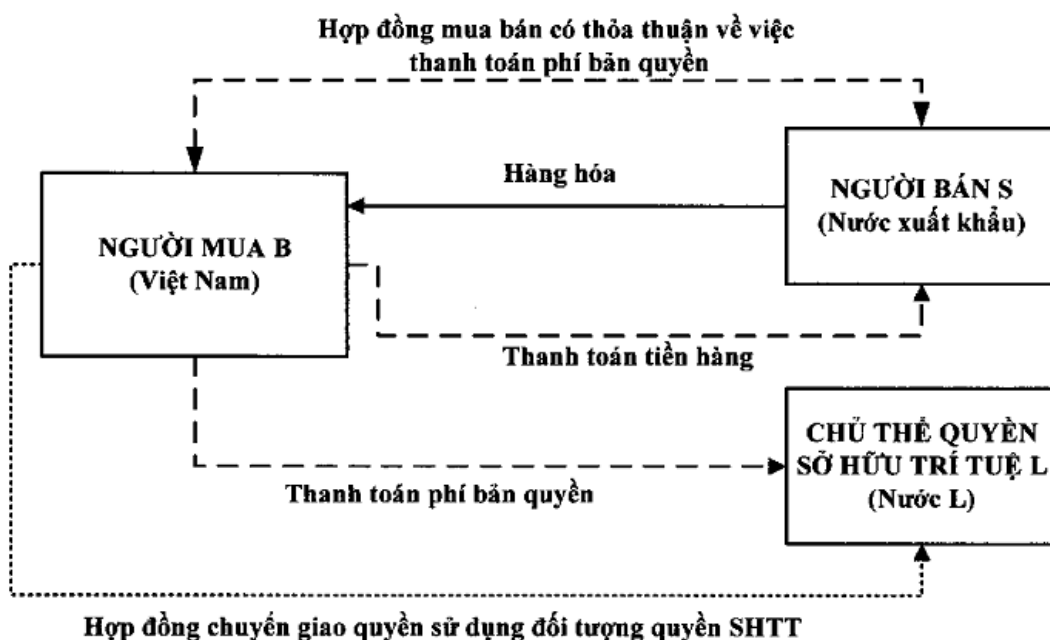 Hợp đồng mua bán có thỏa thuận về việc
thanh toán phí bản quyền
Hàng hóa
NGƯỜI BÁN S
(Nước xuất khẩu)
NGƯỜI MUA B
(Việt Nam)
Thanh toán tiền hàng
CHỦ THỂ QUYỀN
SỞ HỮU TRÍ TUỆ L
(Nước L)
Thanh toán phí bản quyền
Hợp đồng chuyển giao quyền sử dụng đối tượng quyền SHTT